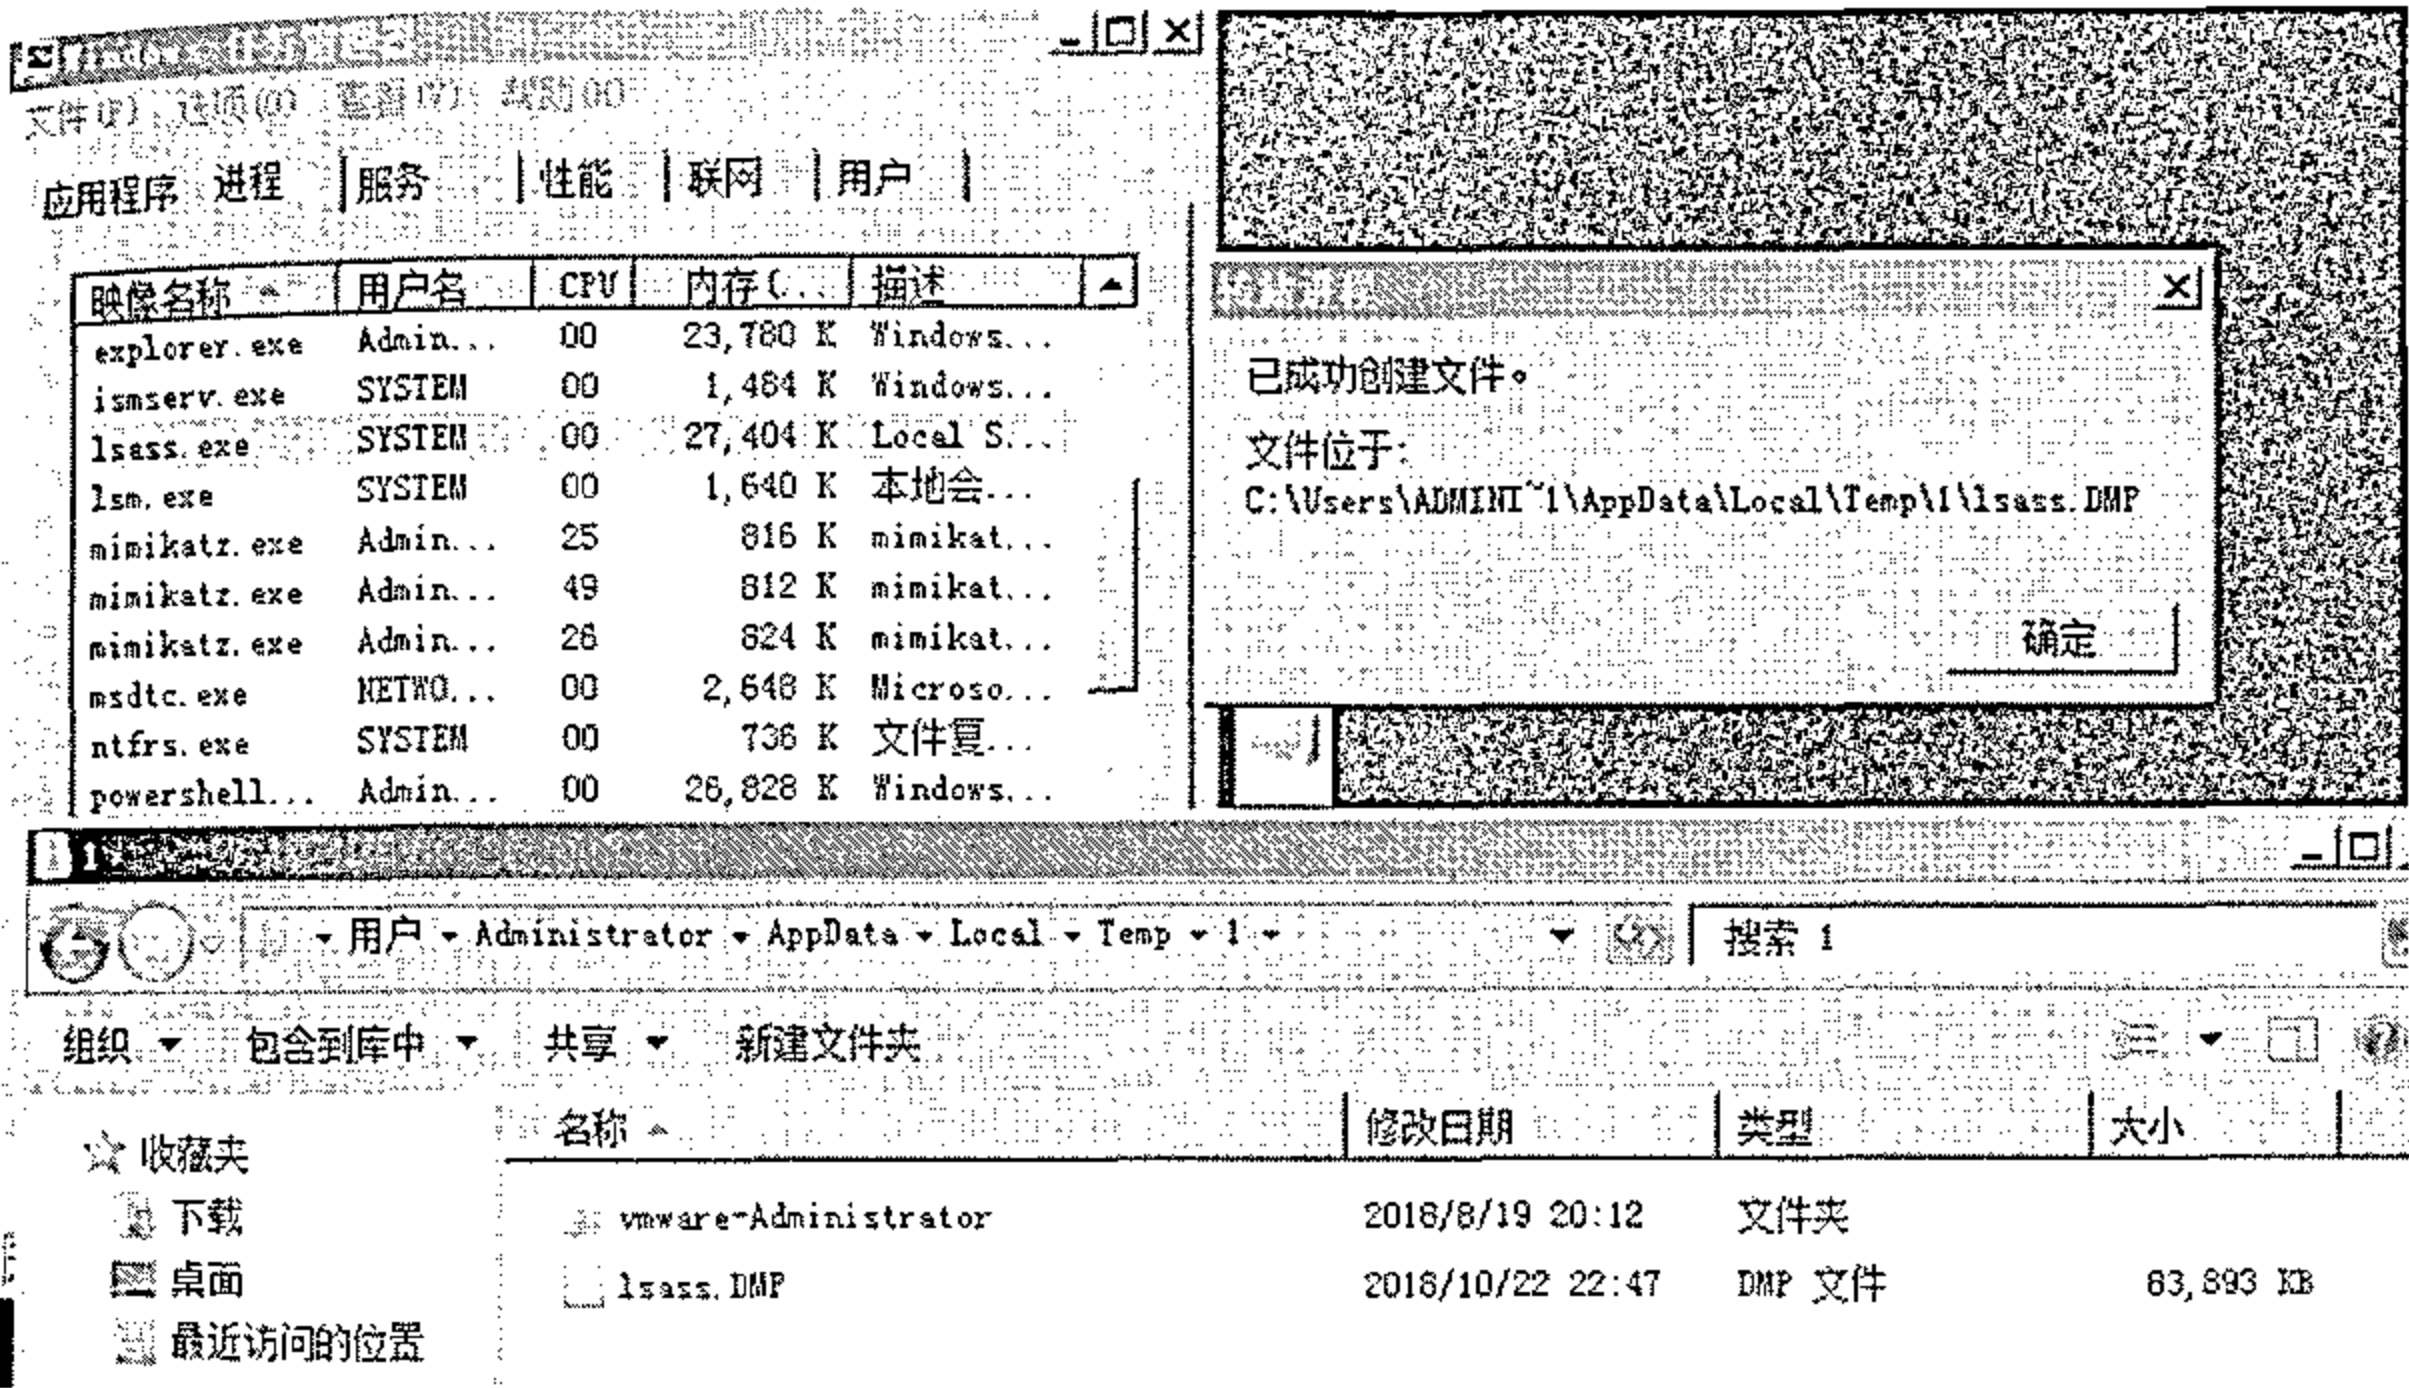 文件(F) 选项(O) 查看(V) 帮助(H)
应用程序 进程 服务 性能 联网 用户
映像名称 用户名 CPU 内存(... 描述
explorer.exe Admin... 00 23,780 K Windows...
ismserv.exe SYSTEM 00 1,484 K Windows...
lsass.exe SYSTEM 00 27,404 K Local S...
lsm.exe SYSTEM 00 1,640 K 本地会...
mimikatz.exe Admin... 25 816 K mimikat...
mimikatz.exe Admin... 49 812 K mimikat...
mimikatz.exe Admin... 26 824 K mimikat...
msdtc.exe NETWO... 00 2,648 K Microso...
ntfrs.exe SYSTEM 00 736 K 文件复...
powershell... Admin... 00 26,828 K Windows...
已成功创建文件。
文件位于:
C:\Users\ADMINI~1\AppData\Local\Temp\1\lsass.DMP
确定
1
用户 Administrator AppData Local Temp 1
搜索 1
组织 包含到库中 共享 新建文件夹
收藏夹
下载
桌面
最近访问的位置
名称 修改日期 类型 大小
vmware-Administrator 2018/8/19 20:12 文件夹
lsass.DMP 2018/10/22 22:47 DMP 文件 63,893 KB